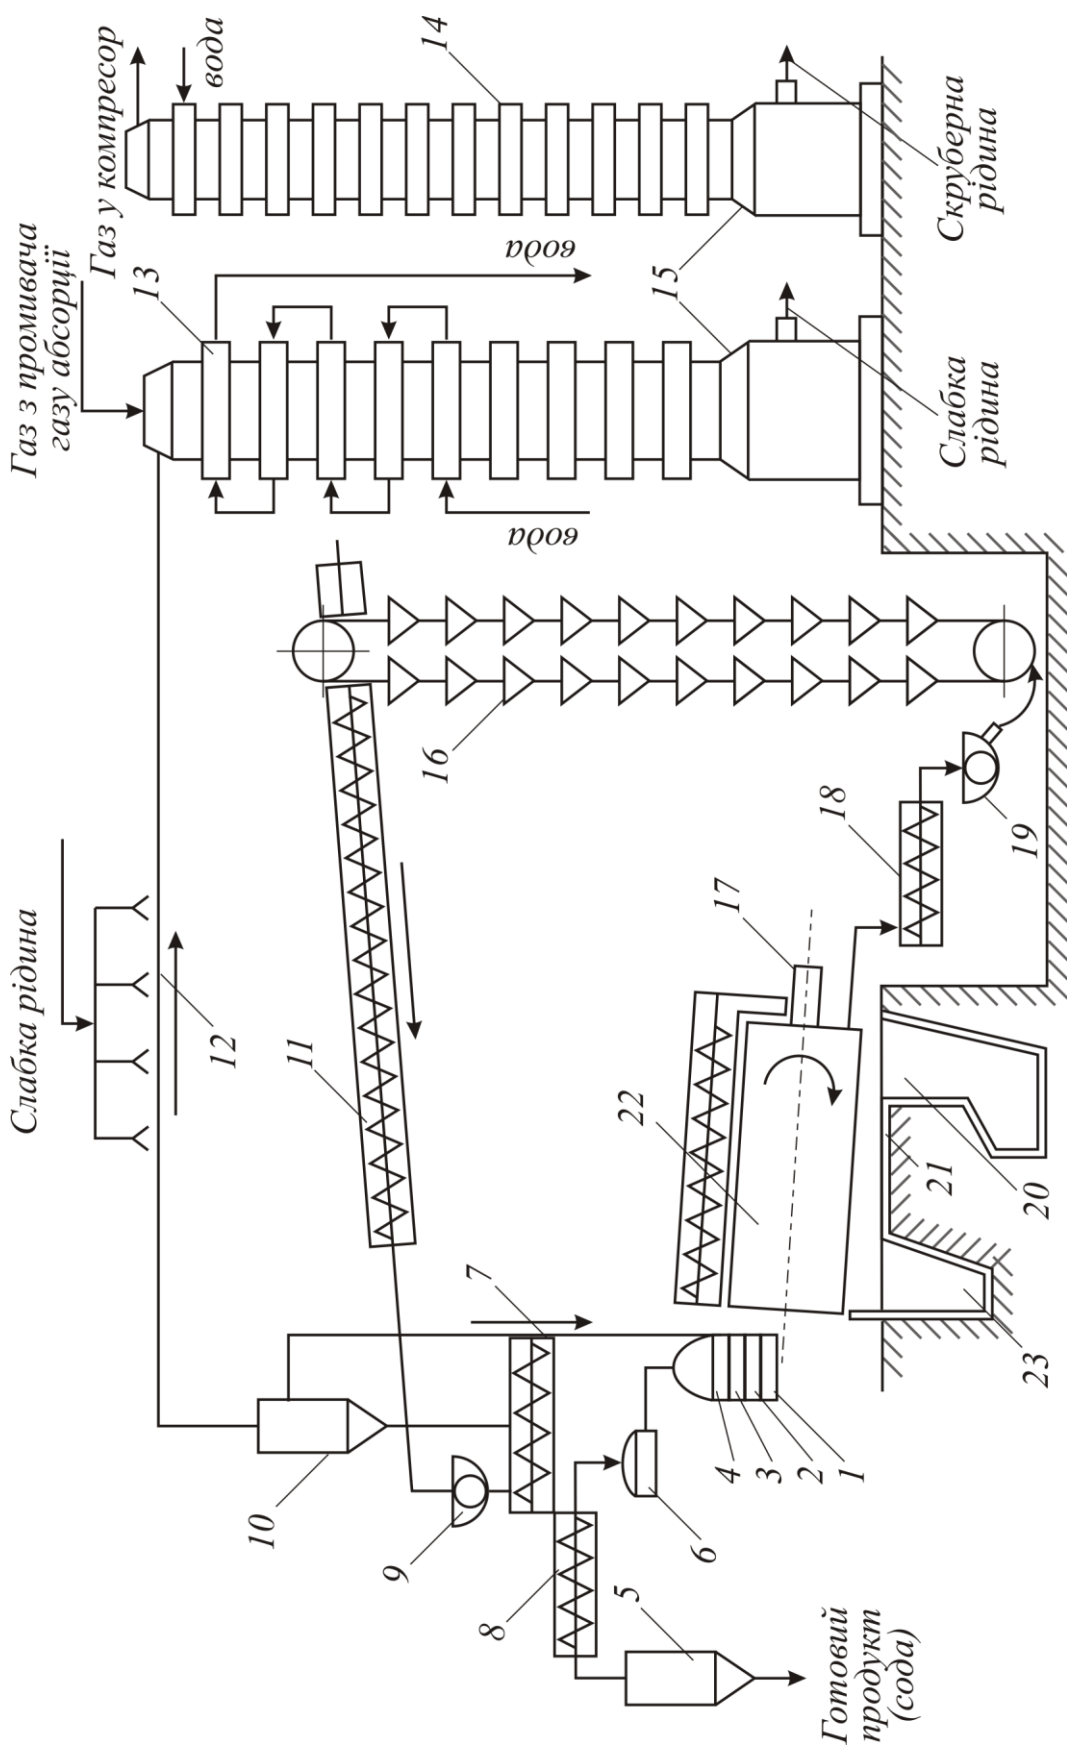 Слабка рідина
Газ з промивача
газу абсорції
Газ у компресор
вода
12
13
14
10
11
16
вода
вода
15
9
7
8
6
4
3
2
1
22
17
18
19
5
21
20
23
Готовий
продукт
(сода)
Слабка
рідина
Скруберна
рідина